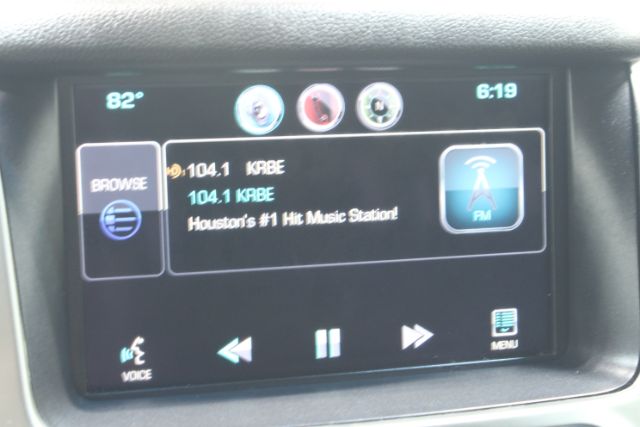 82°
6:19
BROWSE
104.1 KRBE
104.1 KRBE
Houston's #1 Hit Music Station!
FM
VOICE
MENU